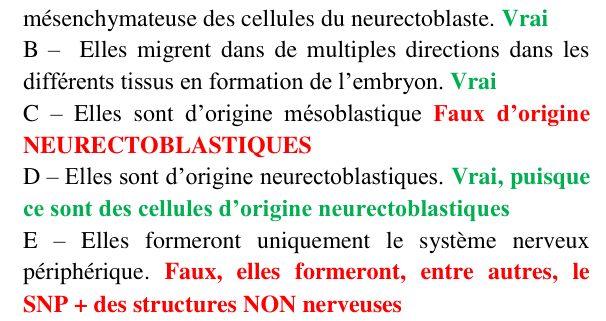 mésenchymateuse des cellules du neurectoblaste. Vrai
B – Elles migrent dans de multiples directions dans les
différents tissus en formation de l'embryon. Vrai
C – Elles sont d'origine mésoblastique Faux d'origine
NEURECTOBLASTIQUES
D – Elles sont d'origine neurectoblastiques. Vrai, puisque
ce sont des cellules d'origine neurectoblastiques
E – Elles formeront uniquement le système nerveux
périphérique. Faux, elles formeront, entre autres, le
SNP + des structures NON nerveuses